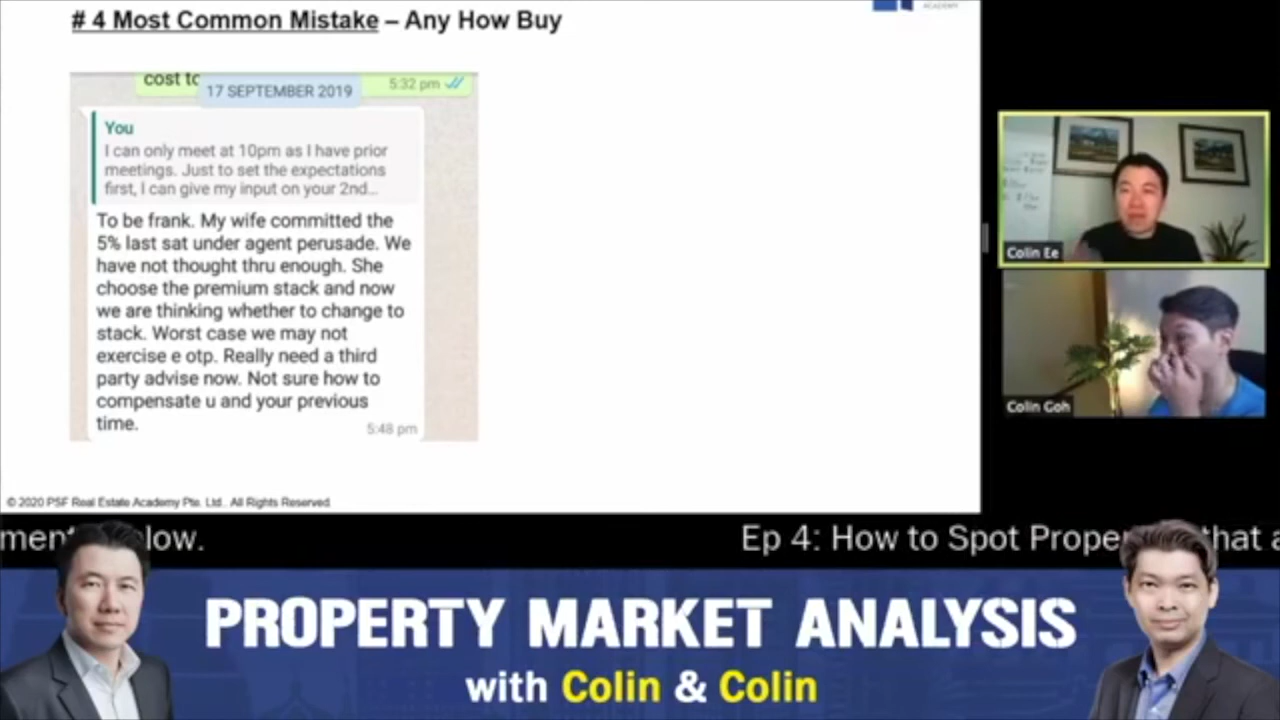 # 4 Most Common Mistake – Any How Buy
ACADEMY
cost to
5:32 pm
17 SEPTEMBER 2019
You
I can only meet at 10pm as I have prior
meetings. Just to set the expectations
first, I can give my input on your 2nd...
To be frank. My wife committed the
5% last sat under agent perusade. We
have not thought thru enough. She
choose the premium stack and now
we are thinking whether to change to
stack. Worst case we may not
exercise e otp. Really need a third
party advise now. Not sure how to
compensate u and your previous
time.
5:48 pm
Colin Ee
Colin Goh
© 2020 PSF Real Estate Academy Pte. Ltd.. All Rights Reserved.
low.
Ep 4: How to Spot Prope that a
PROPERTY MARKET ANALYSIS
with Colin & Colin